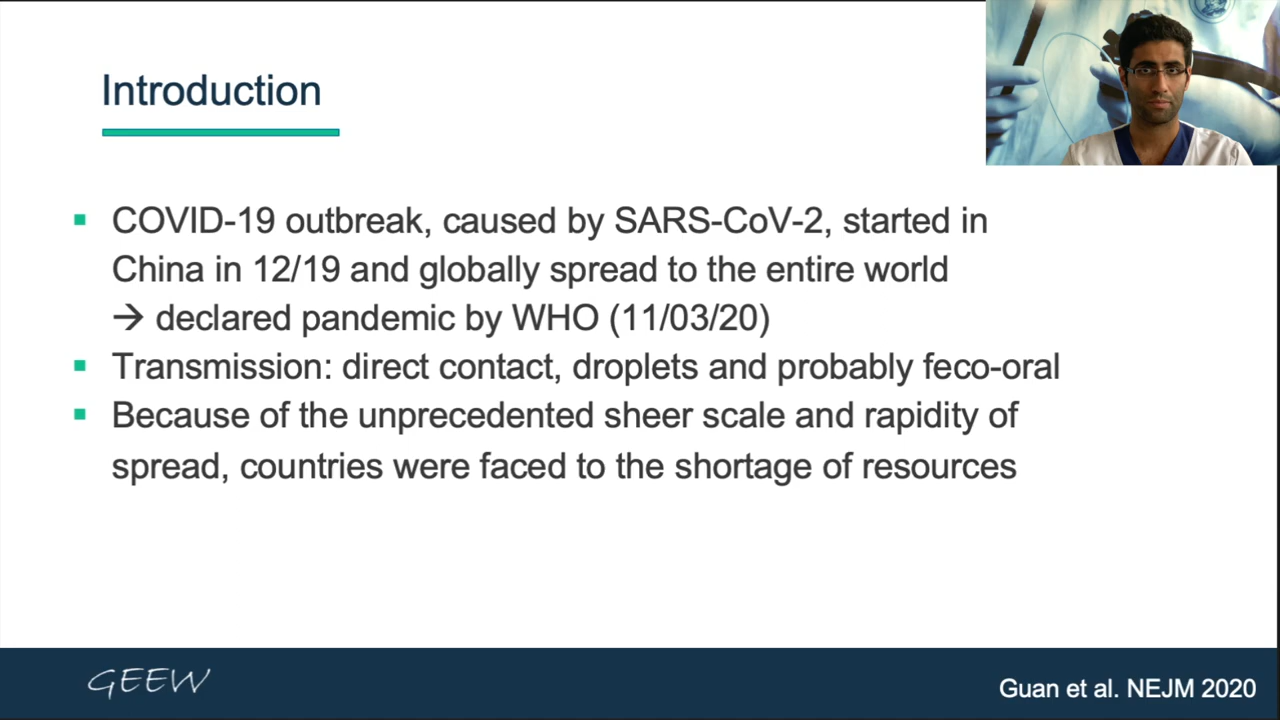 Introduction
▪ COVID-19 outbreak, caused by SARS-CoV-2, started in
China in 12/19 and globally spread to the entire world
→ declared pandemic by WHO (11/03/20)
▪ Transmission: direct contact, droplets and probably feco-oral
▪ Because of the unprecedented sheer scale and rapidity of
spread, countries were faced to the shortage of resources
GEEW
Guan et al. NEJM 2020